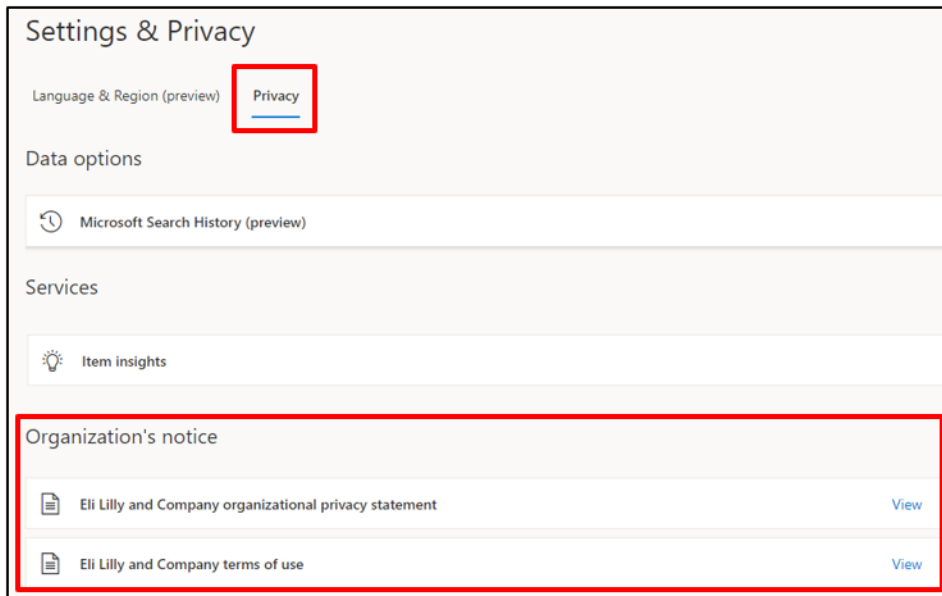 Settings & Privacy
Language & Region (preview) Privacy
Data options
Microsoft Search History (preview)
Services
Item insights
Organization's notice
Eli Lilly and Company organizational privacy statement View
Eli Lilly and Company terms of use View